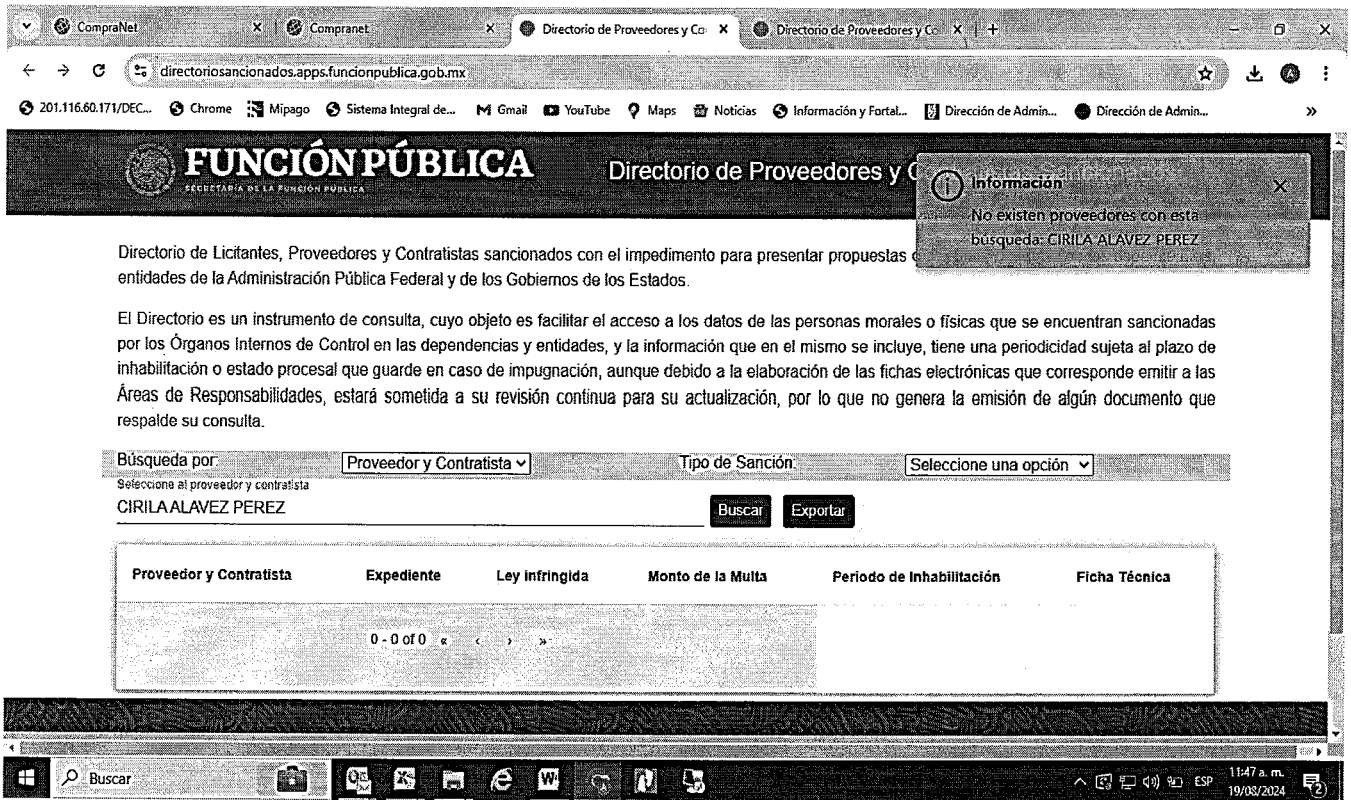 CompraNet
Compranet
Directorio de Proveedores y Co
Directorio de Proveedores y Co
directoriosancionados.apps.funcionpublica.gob.mx
201.116.60.171/DEC... Chrome Mipago Sistema Integral de... Gmail YouTube Maps Noticias Información y Fortal... Dirección de Admin... Dirección de Admin... »
FUNCIÓN PÚBLICA
SECRETARÍA DE LA FUNCIÓN PÚBLICA
Directorio de Proveedores y C
Información
No existen proveedores con esta
búsqueda: CIRILA ALAVEZ PEREZ
Directorio de Licitantes, Proveedores y Contratistas sancionados con el impedimento para presentar propuestas
entidades de la Administración Pública Federal y de los Gobiernos de los Estados.
El Directorio es un instrumento de consulta, cuyo objeto es facilitar el acceso a los datos de las personas morales o físicas que se encuentran sancionadas
por los Órganos Internos de Control en las dependencias y entidades, y la información que en el mismo se incluye, tiene una periodicidad sujeta al plazo de
inhabilitación o estado procesal que guarde en caso de impugnación, aunque debido a la elaboración de las fichas electrónicas que corresponde emitir a las
Áreas de Responsabilidades, estará sometida a su revisión continua para su actualización, por lo que no genera la emisión de algún documento que
respalde su consulta.
Búsqueda por: Proveedor y Contratista Tipo de Sanción: Seleccione una opción
Seleccione al proveedor y contratista
CIRILA ALAVEZ PEREZ Buscar Exportar
Proveedor y Contratista Expediente Ley infringida Monto de la Multa Periodo de Inhabilitación Ficha Técnica
0 - 0 of 0 « ‹ › »
Buscar
ESP
11:47 a. m.
19/08/2024